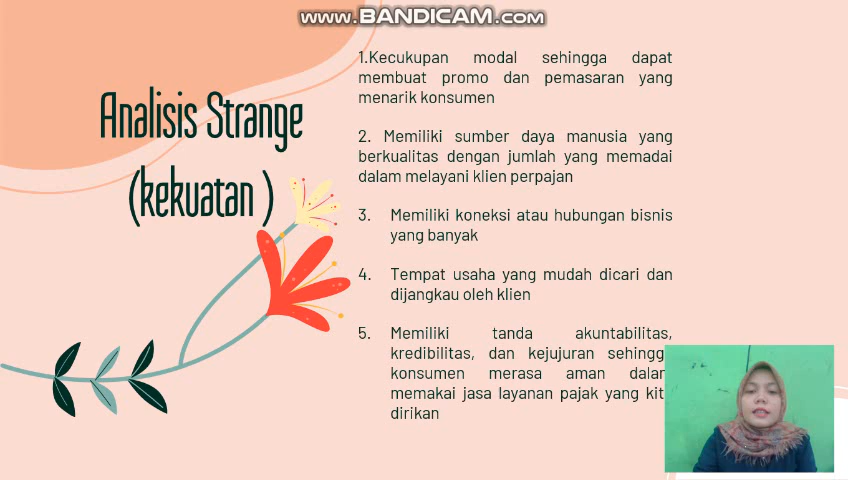 www.BANDICAM.com
Analisis Strange
(kekuatan )
1.Kecukupan modal sehingga dapat
membuat promo dan pemasaran yang
menarik konsumen
2. Memiliki sumber daya manusia yang
berkualitas dengan jumlah yang memadai
dalam melayani klien perpajan
3. Memiliki koneksi atau hubungan bisnis
yang banyak
4. Tempat usaha yang mudah dicari dan
dijangkau oleh klien
5. Memiliki tanda akuntabilitas,
kredibilitas, dan kejujuran sehingg
konsumen merasa aman dalam
memakai jasa layanan pajak yang kit
dirikan